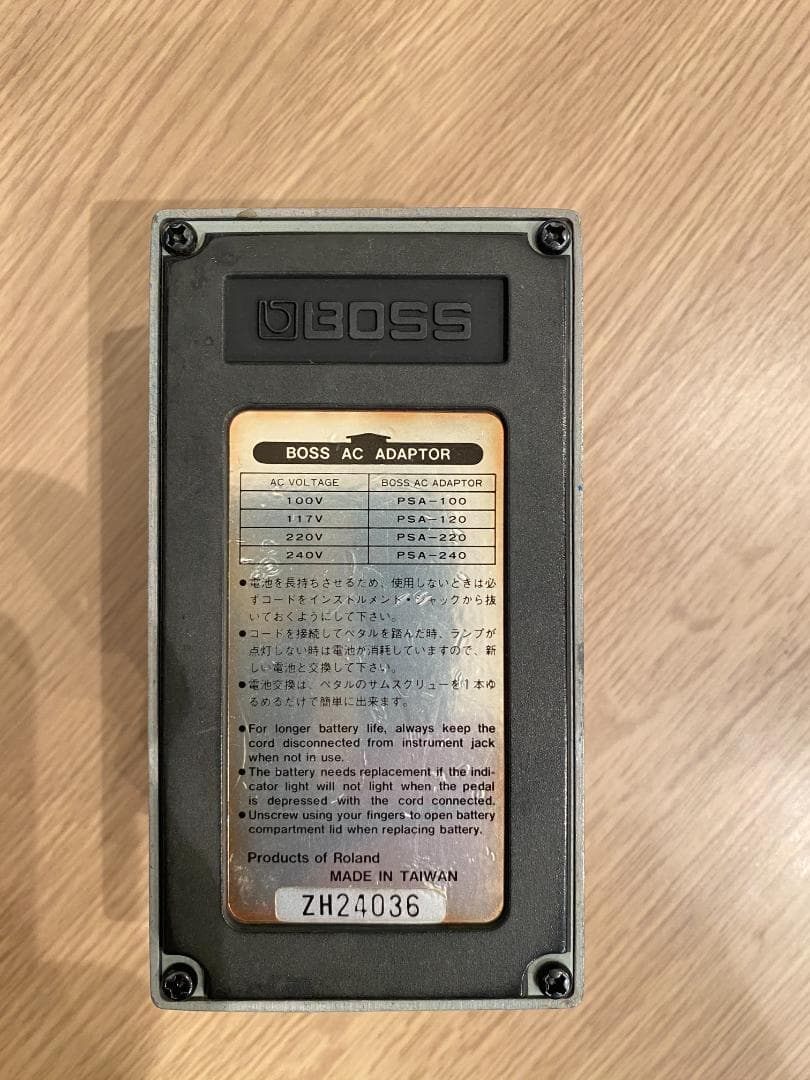 BOSS
BOSS AC ADAPTOR
AC VOLTAGE BOSS AC ADAPTER
100V PSA-100
117V PSA-120
220V PSA-220
240V PSA-240
●電池を長持ちさせるため、使用しないときは必
ずコードをインストルメント・ジャックから抜
いておくようにして下さい。
●コードを接続してペタルを踏んだ時、ランプが
点灯しない時は電池が消耗していますので、新
しい電池と交換して下さい。
●電池交換は、ペタルのサムスクリューを1本ゆ
るめるだけで簡単に出来ます。
●For longer battery life, always keep the
cord disconnected from instrument jack
when not in use.
●The battery needs replacement if the indi-
cator light will not light when the pedal
is depressed with the cord connected.
●Unscrew using your fingers to open battery
compartment lid when replacing battery.
Products of Roland
MADE IN TAIWAN
ZH24036